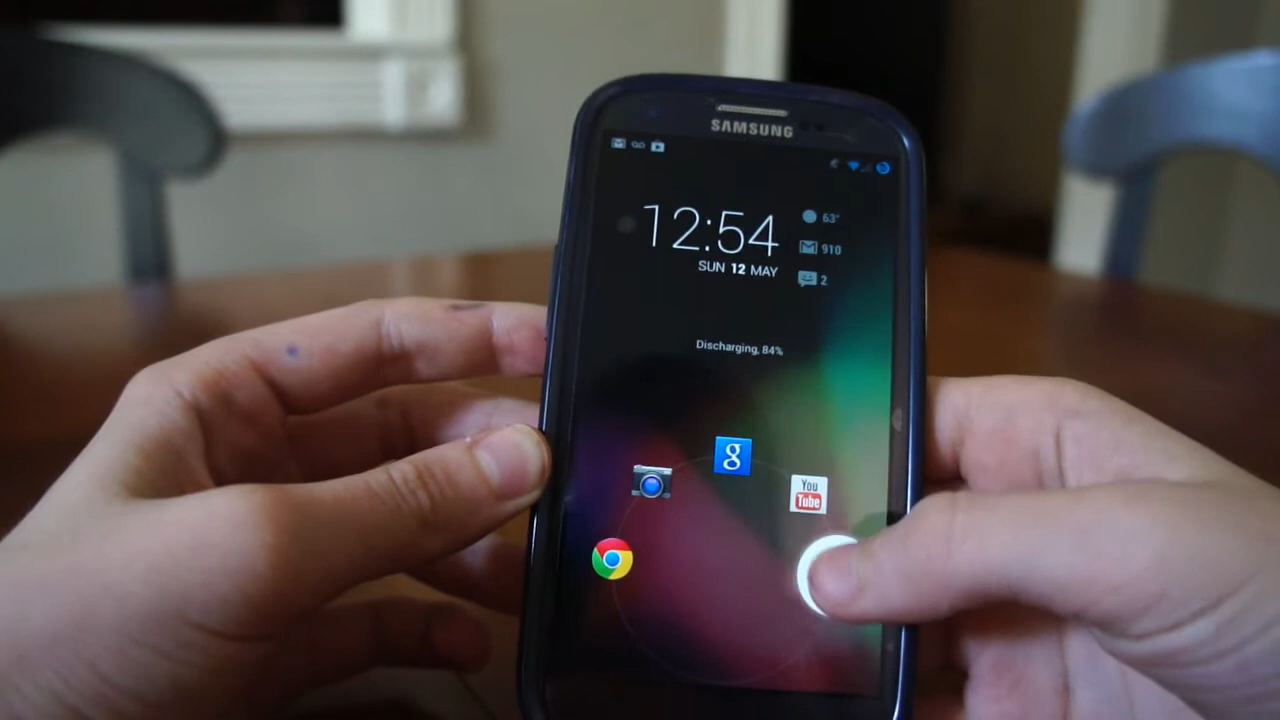 SAMSUNG
12:54
63°
910
SUN 12 MAY
2
Discharging, 84%
g
You
Tube